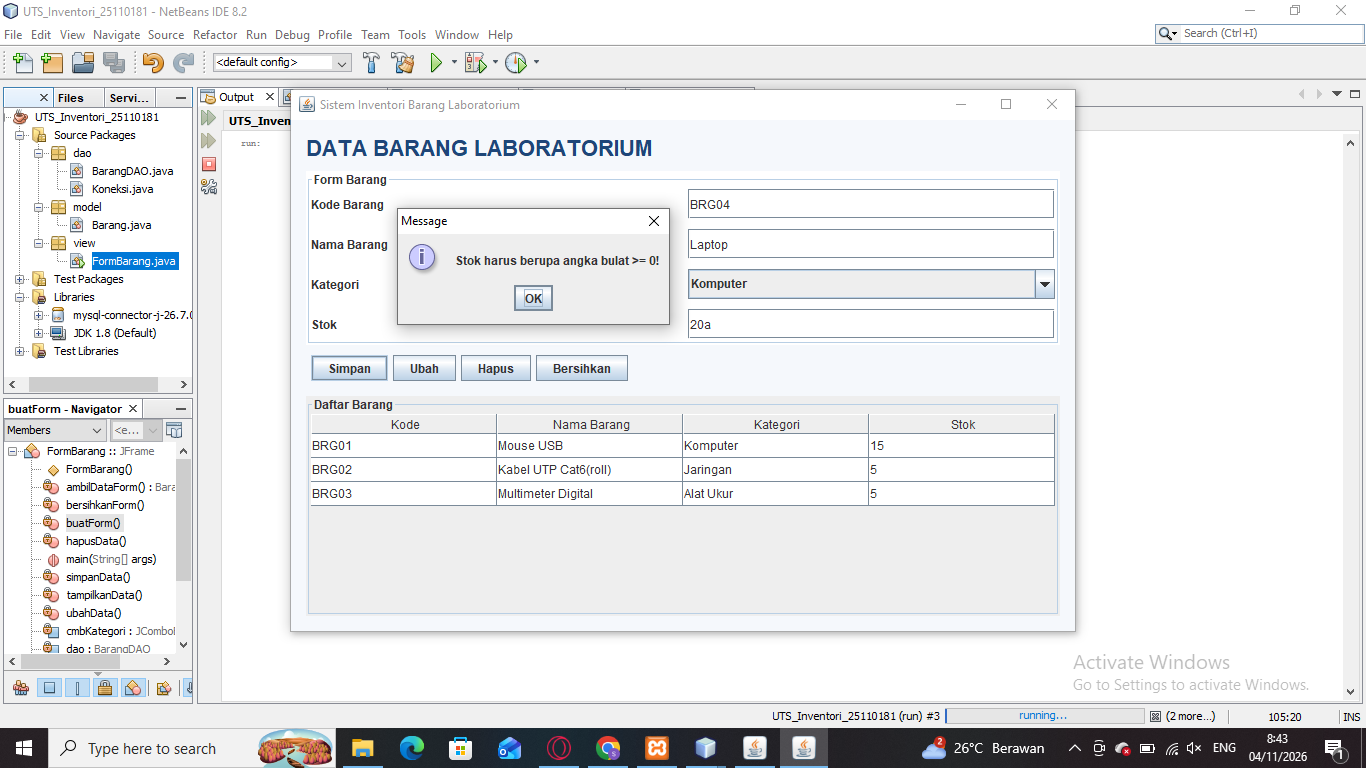 UTS_Inventori_25110181 - NetBeans IDE 8.2
File Edit View Navigate Source Refactor Run Debug Profile Team Tools Window Help
Search (Ctrl+I)
<default config>
Files Servi...
Output
UTS_Inven
run:
UTS_Inventori_25110181
Source Packages
dao
BarangDAO.java
Koneksi.java
model
Barang.java
view
FormBarang.java
Test Packages
Libraries
mysql-connector-j-26.7.0
JDK 1.8 (Default)
Test Libraries
buatForm - Navigator
Members
<e...
FormBarang :: JFrame
FormBarang()
ambilDataForm() : Bara
bersihkanForm()
buatForm()
hapusData()
main(String[] args)
simpanData()
tampilkanData()
ubahData()
cmbKategori : JCombol
dao : BarangDAO
Sistem Inventori Barang Laboratorium
DATA BARANG LABORATORIUM
Form Barang
Kode Barang
BRG04
Nama Barang
Laptop
Kategori
Komputer
Stok
20a
Message
Stok harus berupa angka bulat >= 0!
OK
Simpan Ubah Hapus Bersihkan
Daftar Barang
Kode Nama Barang Kategori Stok
BRG01 Mouse USB Komputer 15
BRG02 Kabel UTP Cat6(roll) Jaringan 5
BRG03 Multimeter Digital Alat Ukur 5
Activate Windows
Go to Settings to activate Windows.
UTS_Inventori_25110181 (run) #3 running... (2 more...) 105:20 INS
Type here to search
2
26°C Berawan
ENG
8:43
04/11/2026
1